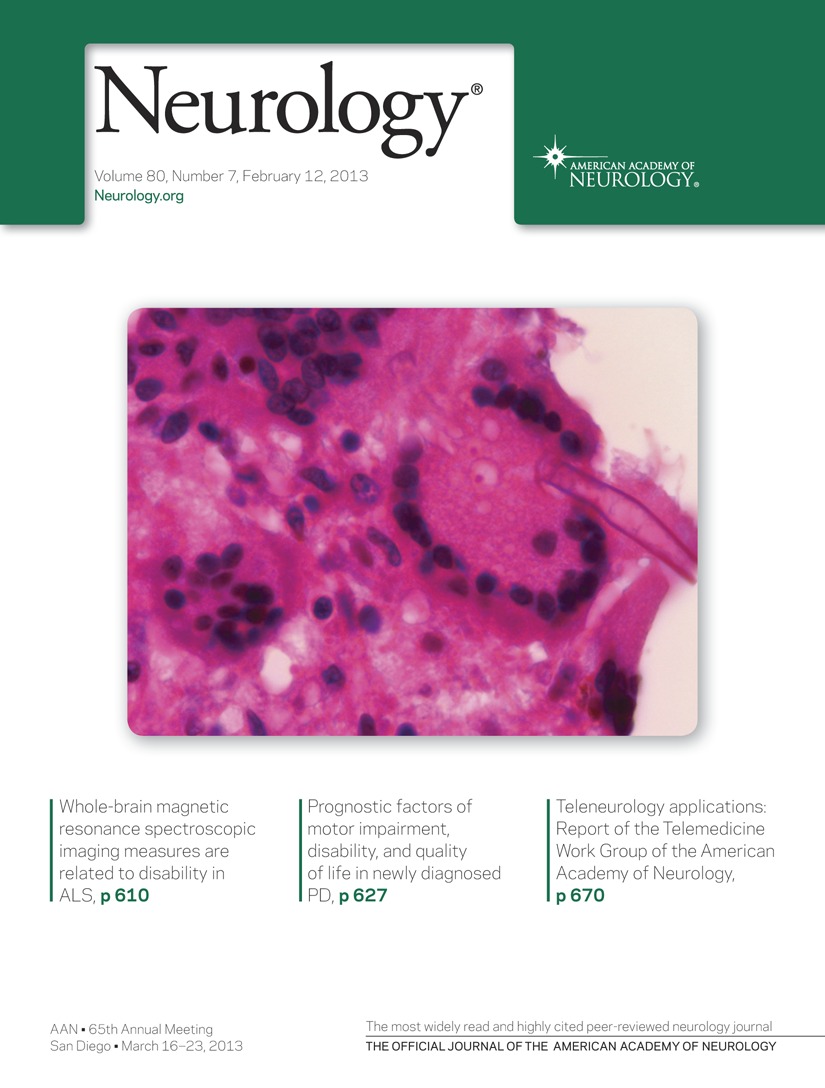 Neurology®
Volume 80, Number 7, February 12, 2013
Neurology.org
AMERICAN ACADEMY OF
NEUROLOGY®
Whole-brain magnetic
resonance spectroscopic
imaging measures are
related to disability in
ALS, p 610
Prognostic factors of
motor impairment,
disability, and quality
of life in newly diagnosed
PD, p 627
Teleneurology applications:
Report of the Telemedicine
Work Group of the American
Academy of Neurology,
p 670
AAN ▪ 65th Annual Meeting
San Diego ▪ March 16–23, 2013
The most widely read and highly cited peer-reviewed neurology journal
THE OFFICIAL JOURNAL OF THE AMERICAN ACADEMY OF NEUROLOGY